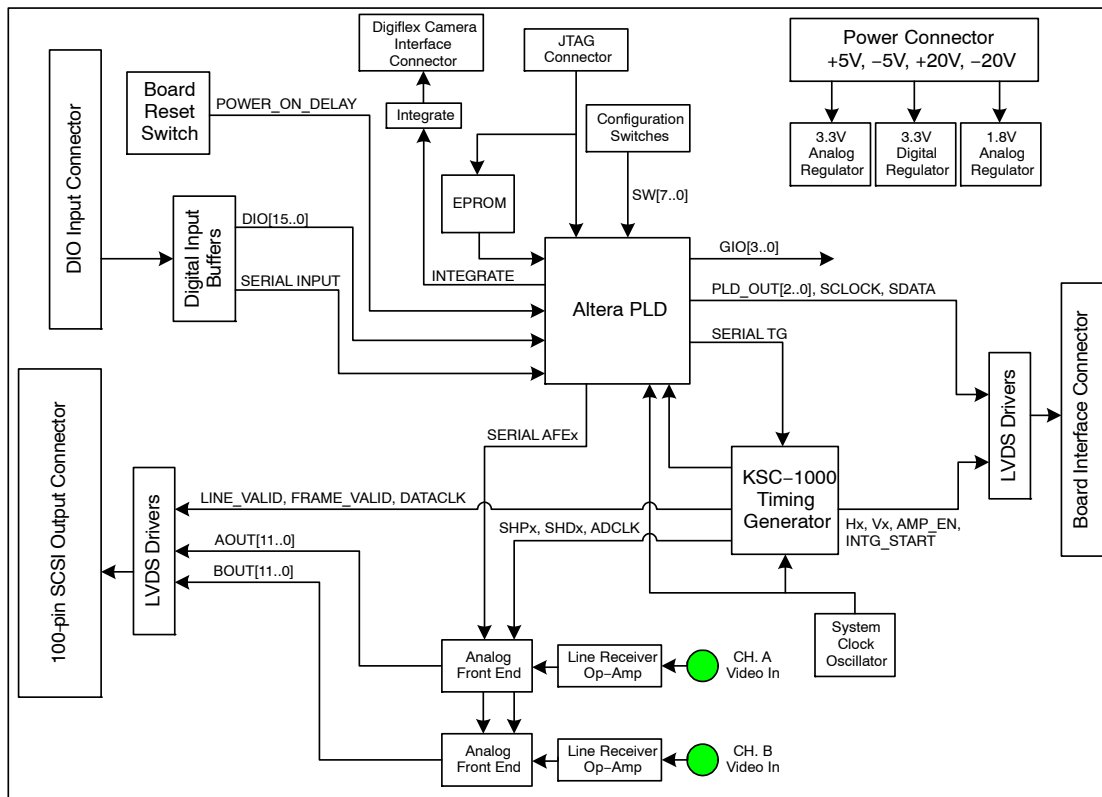 Digiflex Camera
Interface
Connector
JTAG
Connector
Power Connector
+5V, −5V, +20V, −20V
Board
Reset
Switch
POWER_ON_DELAY
Integrate
Configuration
Switches
3.3V
Analog
Regulator
3.3V
Digital
Regulator
1.8V
Analog
Regulator
DIO Input Connector
EPROM
SW[7..0]
Digital Input
Buffers
DIO[15..0]
SERIAL INPUT
INTEGRATE
Altera PLD
GIO[3..0]
PLD_OUT[2..0], SCLOCK, SDATA
SERIAL TG
LVDS Drivers
Board Interface Connector
100-pin SCSI Output Connector
SERIAL AFEx
KSC−1000
Timing
Generator
LINE_VALID, FRAME_VALID, DATACLK
SHPx, SHDx, ADCLK
Hx, Vx, AMP_EN,
INTG_START
LVDS Drivers
AOUT[11..0]
BOUT[11..0]
System
Clock
Oscillator
Analog
Front End
Line Receiver
Op−Amp
CH. A
Video In
Analog
Front End
Line Receiver
Op−Amp
CH. B
Video In